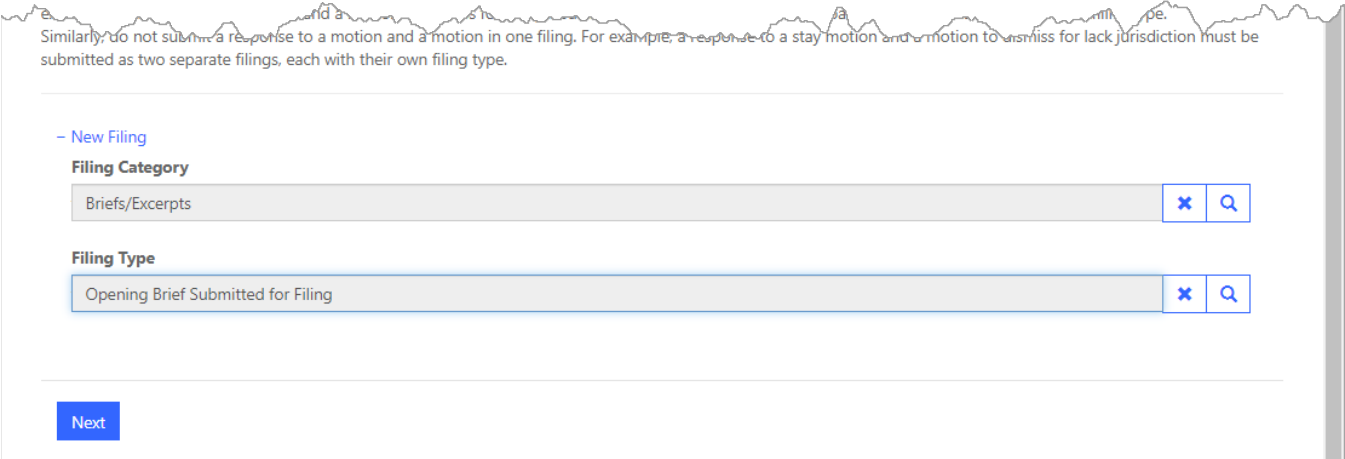 Similarly, do not submit a response to a motion and a motion in one filing. For example, a response to a stay motion and a motion to dismiss for lack jurisdiction must be
submitted as two separate filings, each with their own filing type.
− New Filing
Filing Category
Briefs/Excerpts
Filing Type
Opening Brief Submitted for Filing
Next